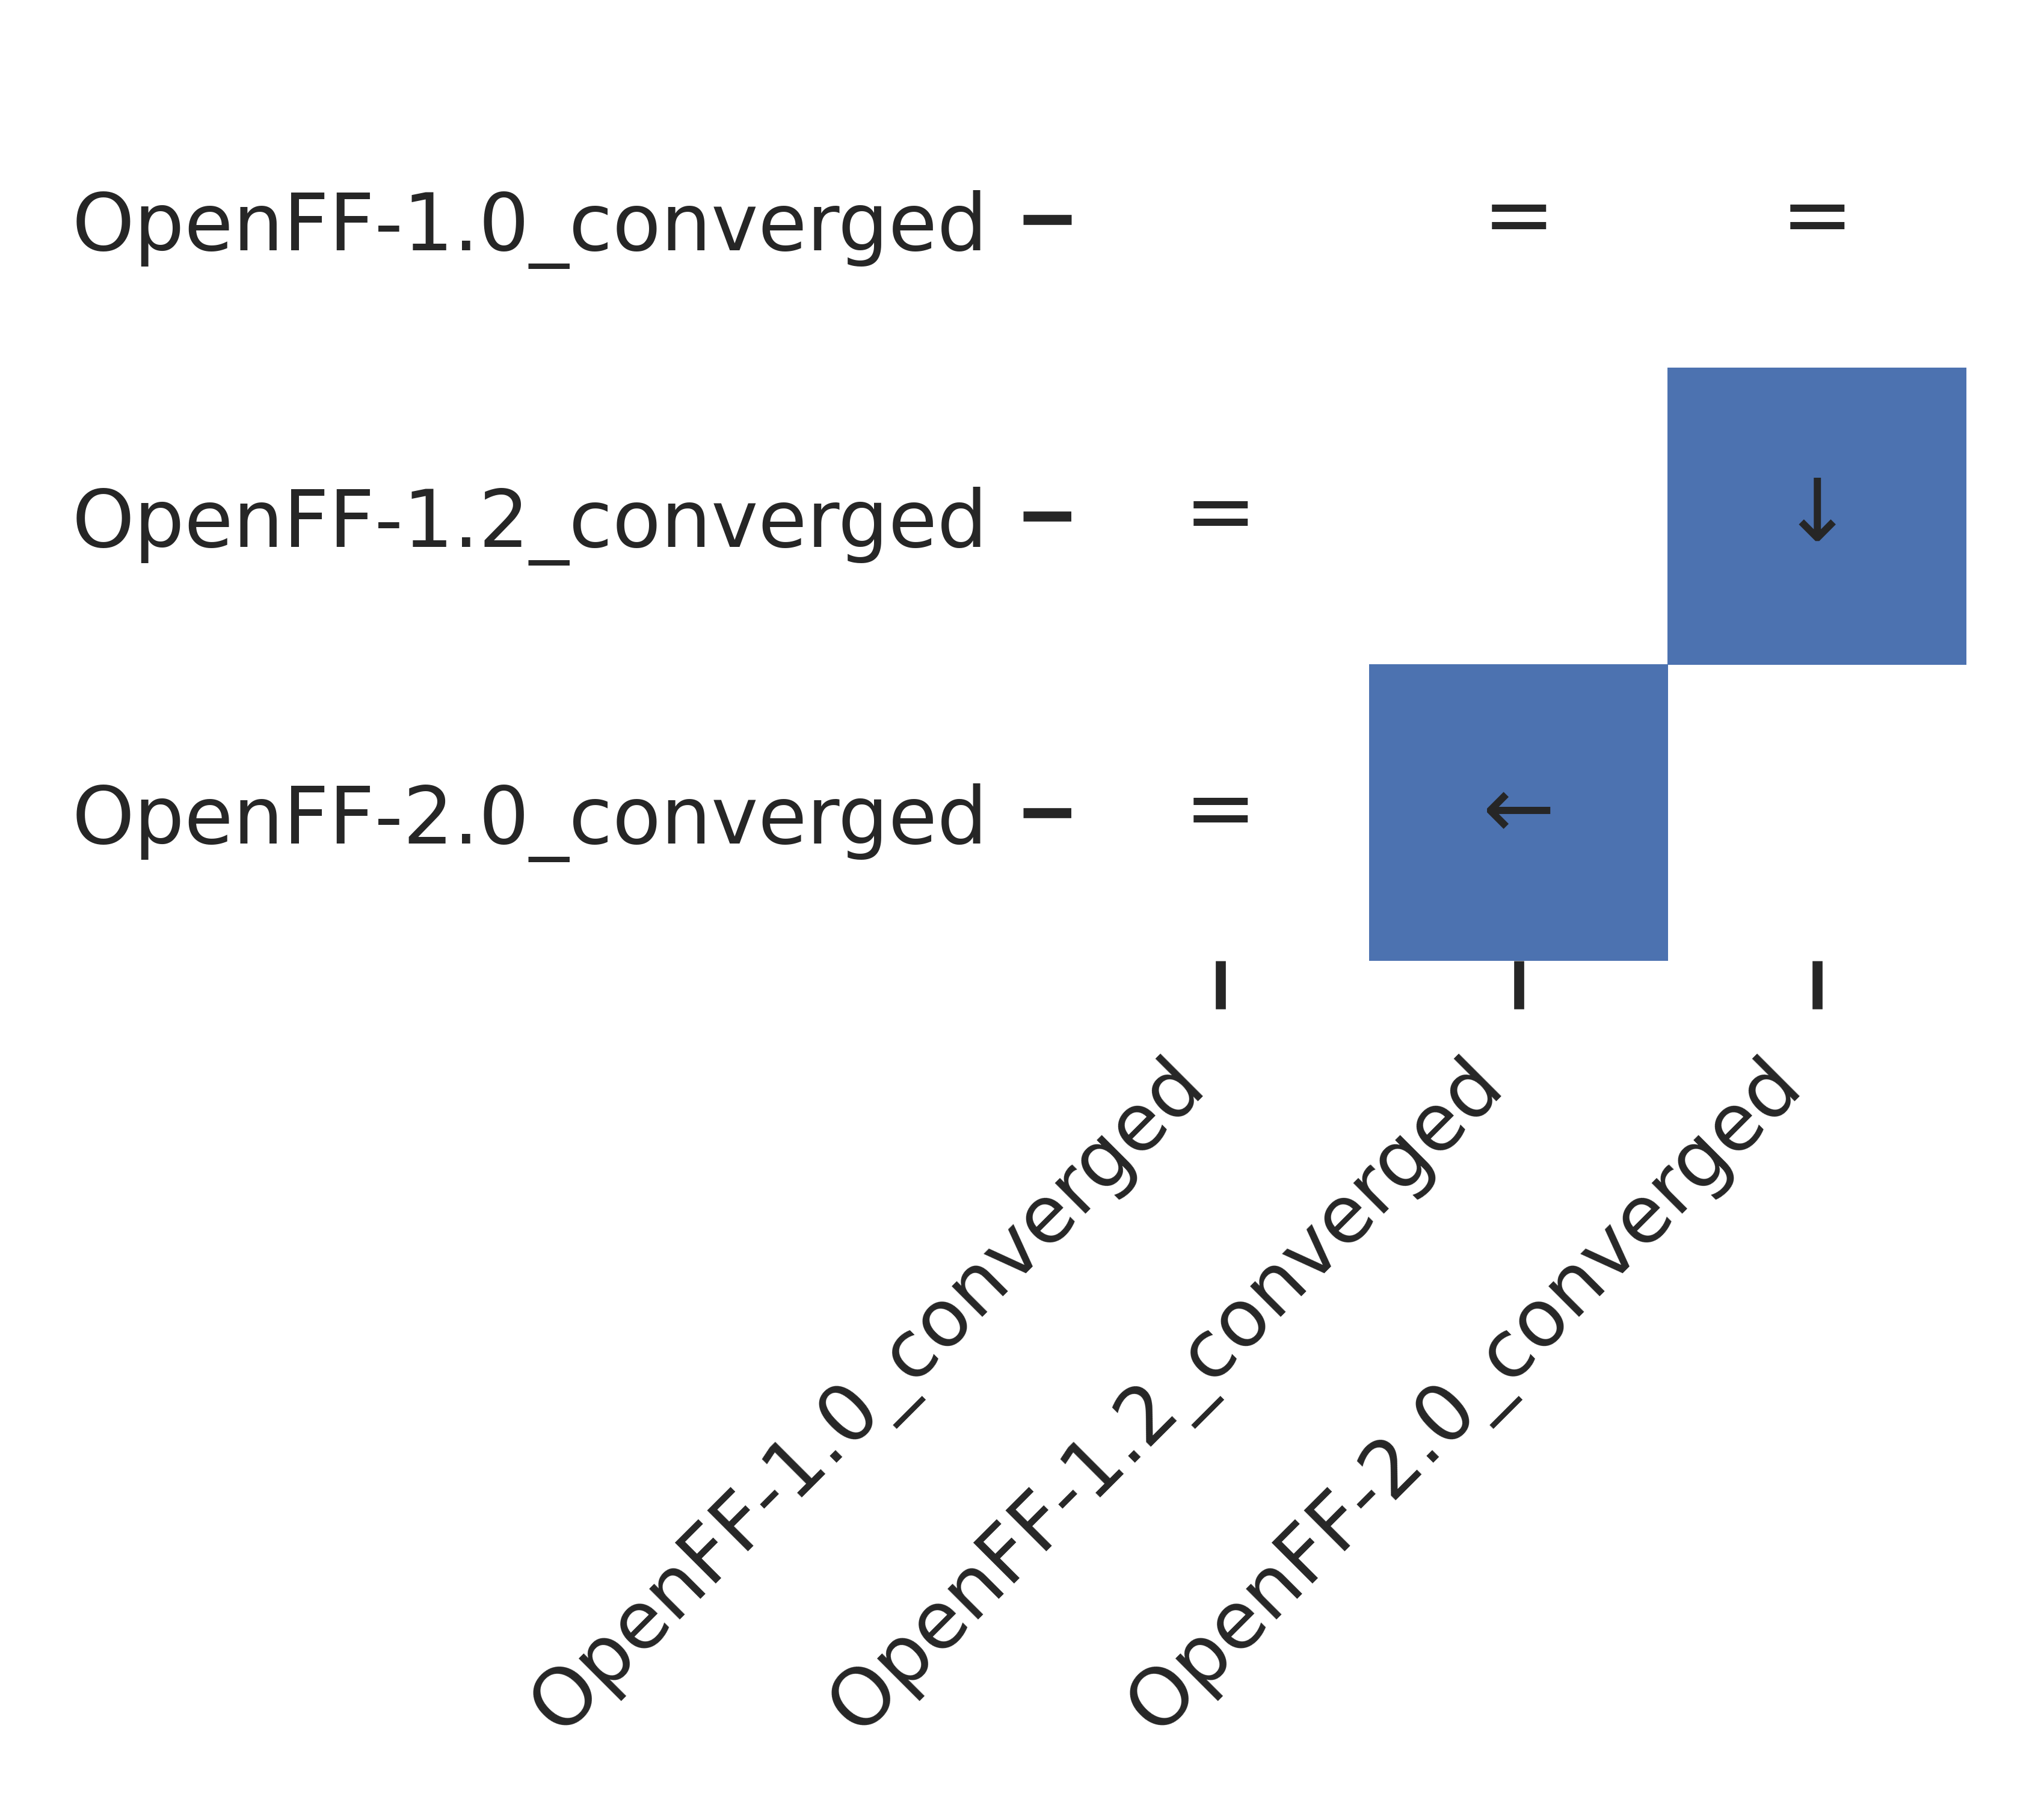 OpenFF-1.0_converged = =
OpenFF-1.2_converged = ↓
OpenFF-2.0_converged = ←
OpenFF-1.0_converged
OpenFF-1.2_converged
OpenFF-2.0_converged